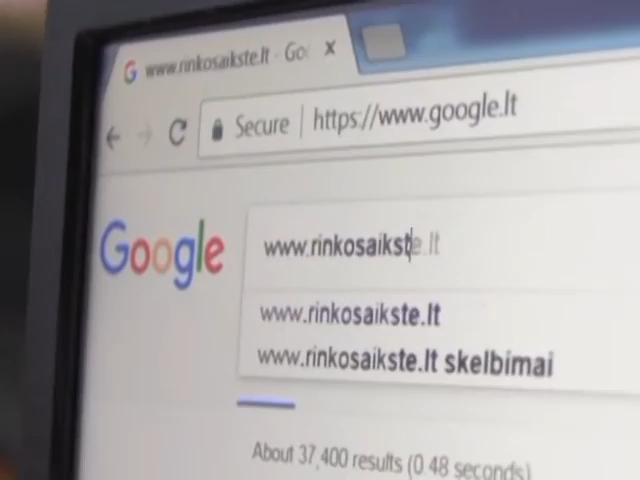 www.rinkosaikste.lt - Go
Secure
https://www.google.lt
Google
www.rinkosaikste.lt
www.rinkosaikste.lt
www.rinkosaikste.lt skelbimai
About 37,400 results (0.48 seconds)